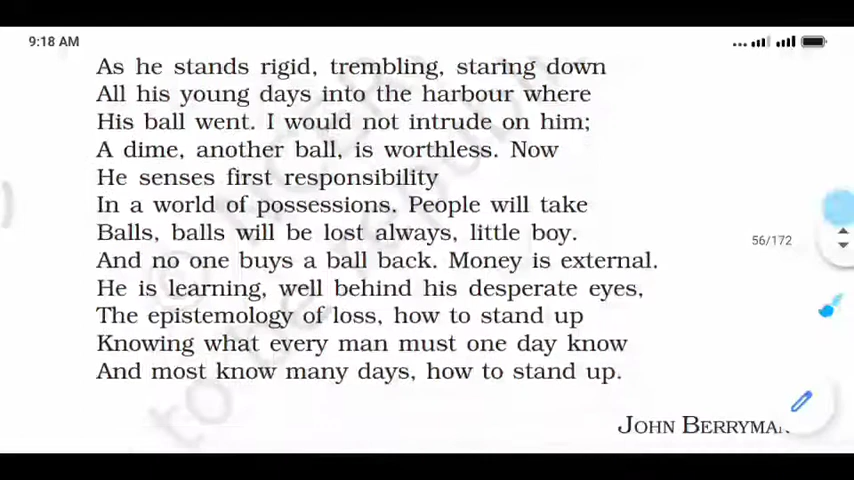 9:18 AM
As he stands rigid, trembling, staring down
All his young days into the harbour where
His ball went. I would not intrude on him;
A dime, another ball, is worthless. Now
He senses first responsibility
In a world of possessions. People will take
Balls, balls will be lost always, little boy.
56/172
And no one buys a ball back. Money is external.
He is learning, well behind his desperate eyes,
The epistemology of loss, how to stand up
Knowing what every man must one day know
And most know many days, how to stand up.
JOHN
to be